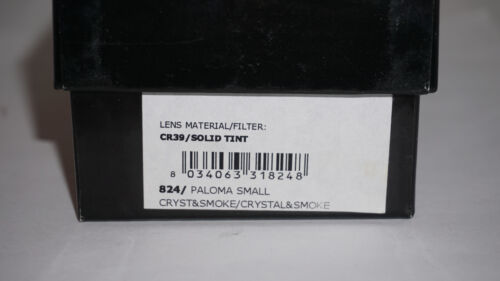 LENS MATERIAL/FILTER:
CR39/SOLID TINT
8 034063 318248
824/ PALOMA SMALL
CRYST&SMOKE/CRYSTAL&SMOKE